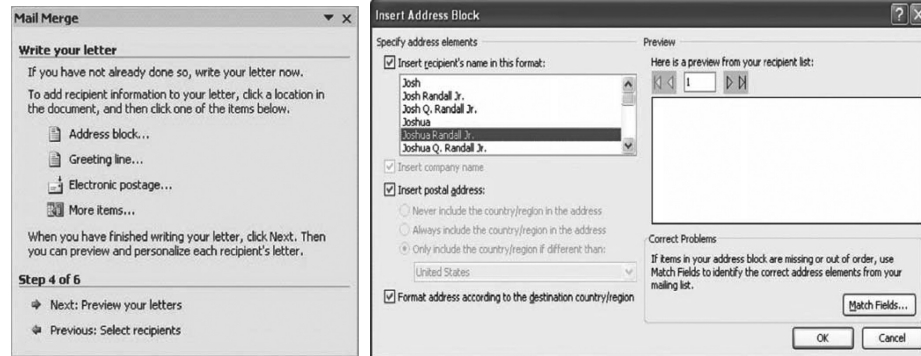 Mail Merge
Write your letter
If you have not already done so, write your letter now.
To add recipient information to your letter, click a location in
the document, and then click one of the items below.
Address block...
Greeting line...
Electronic postage...
More items...
When you have finished writing your letter, click Next. Then
you can preview and personalize each recipient's letter.
Step 4 of 6
Next: Preview your letters
Previous: Select recipients
Insert Address Block
Specify address elements
Insert recipient's name in this format:
Josh
Josh Randall Jr.
Josh Q. Randall Jr.
Joshua
Joshua Randall Jr.
Joshua Q. Randall Jr.
Insert company name
Insert postal address:
Never include the country/region in the address
Always include the country/region in the address
Only include the country/region if different than:
United States
Format address according to the destination country/region
Preview
Here is a preview from your recipient list:
1
Correct Problems
If items in your address block are missing or out of order, use
Match Fields to identify the correct address elements from your
mailing list.
Match Fields...
OK
Cancel